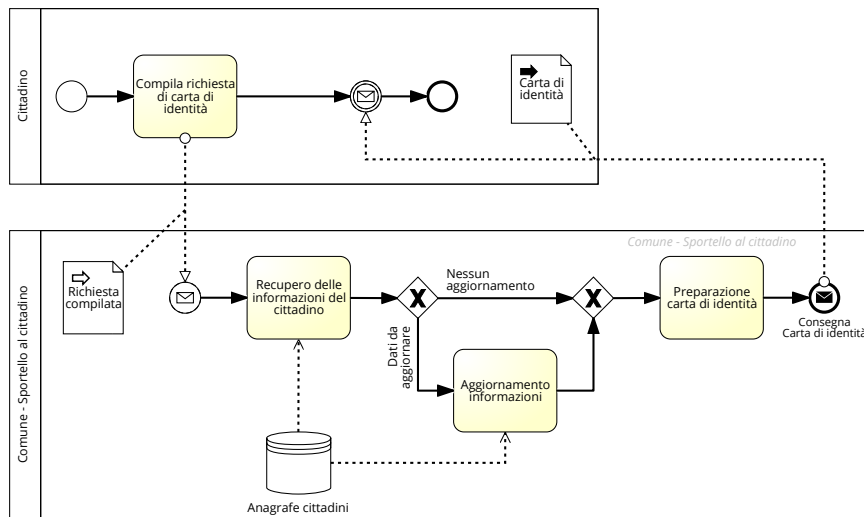 Cittadino
Compila richiesta
di carta di
identità
Carta di
identità
Comune - Sportello al cittadino
Comune - Sportello al cittadino
Richiesta
compilata
Recupero delle
informazioni del
cittadino
Nessun
aggiornamento
Dati da
aggiornare
Aggiornamento
informazioni
Preparazione
carta di identità
Consegna
Carta di identità
Anagrafe cittadini